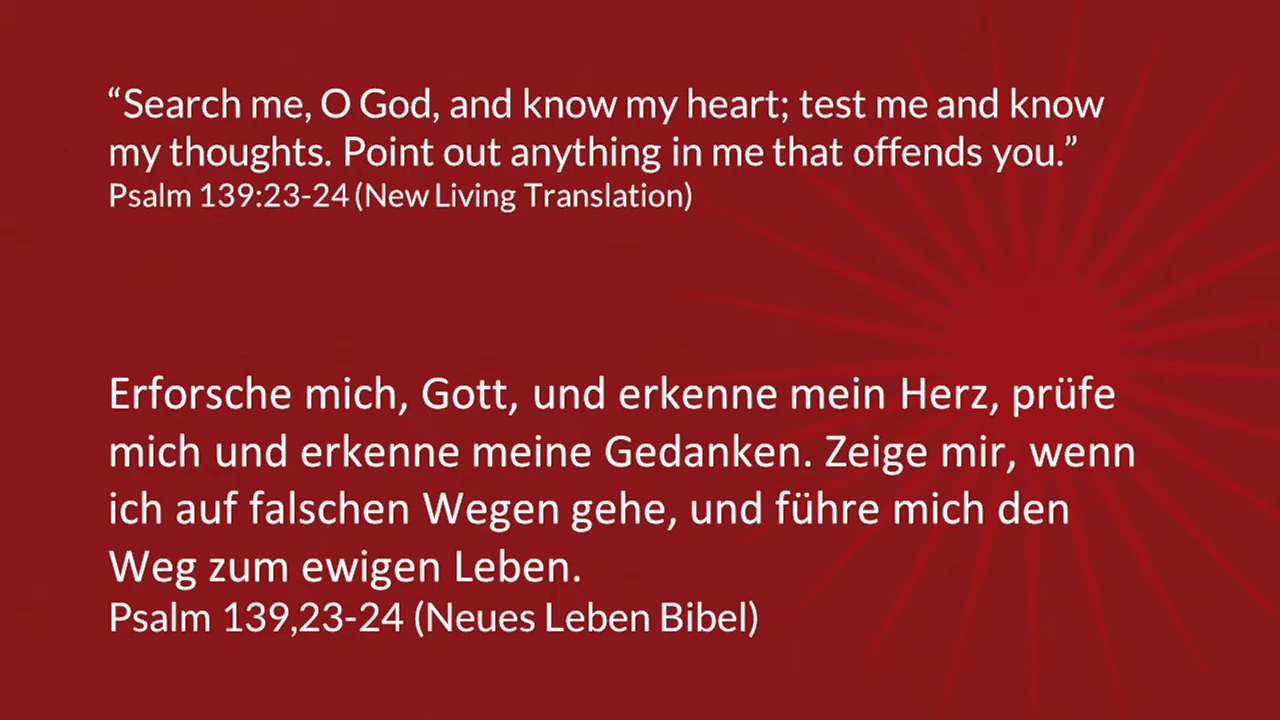 “Search me, O God, and know my heart; test me and know
my thoughts. Point out anything in me that offends you.”
Psalm 139:23-24 (New Living Translation)
Erforsche mich, Gott, und erkenne mein Herz, prüfe
mich und erkenne meine Gedanken. Zeige mir, wenn
ich auf falschen Wegen gehe, und führe mich den
Weg zum ewigen Leben.
Psalm 139,23-24 (Neues Leben Bibel)